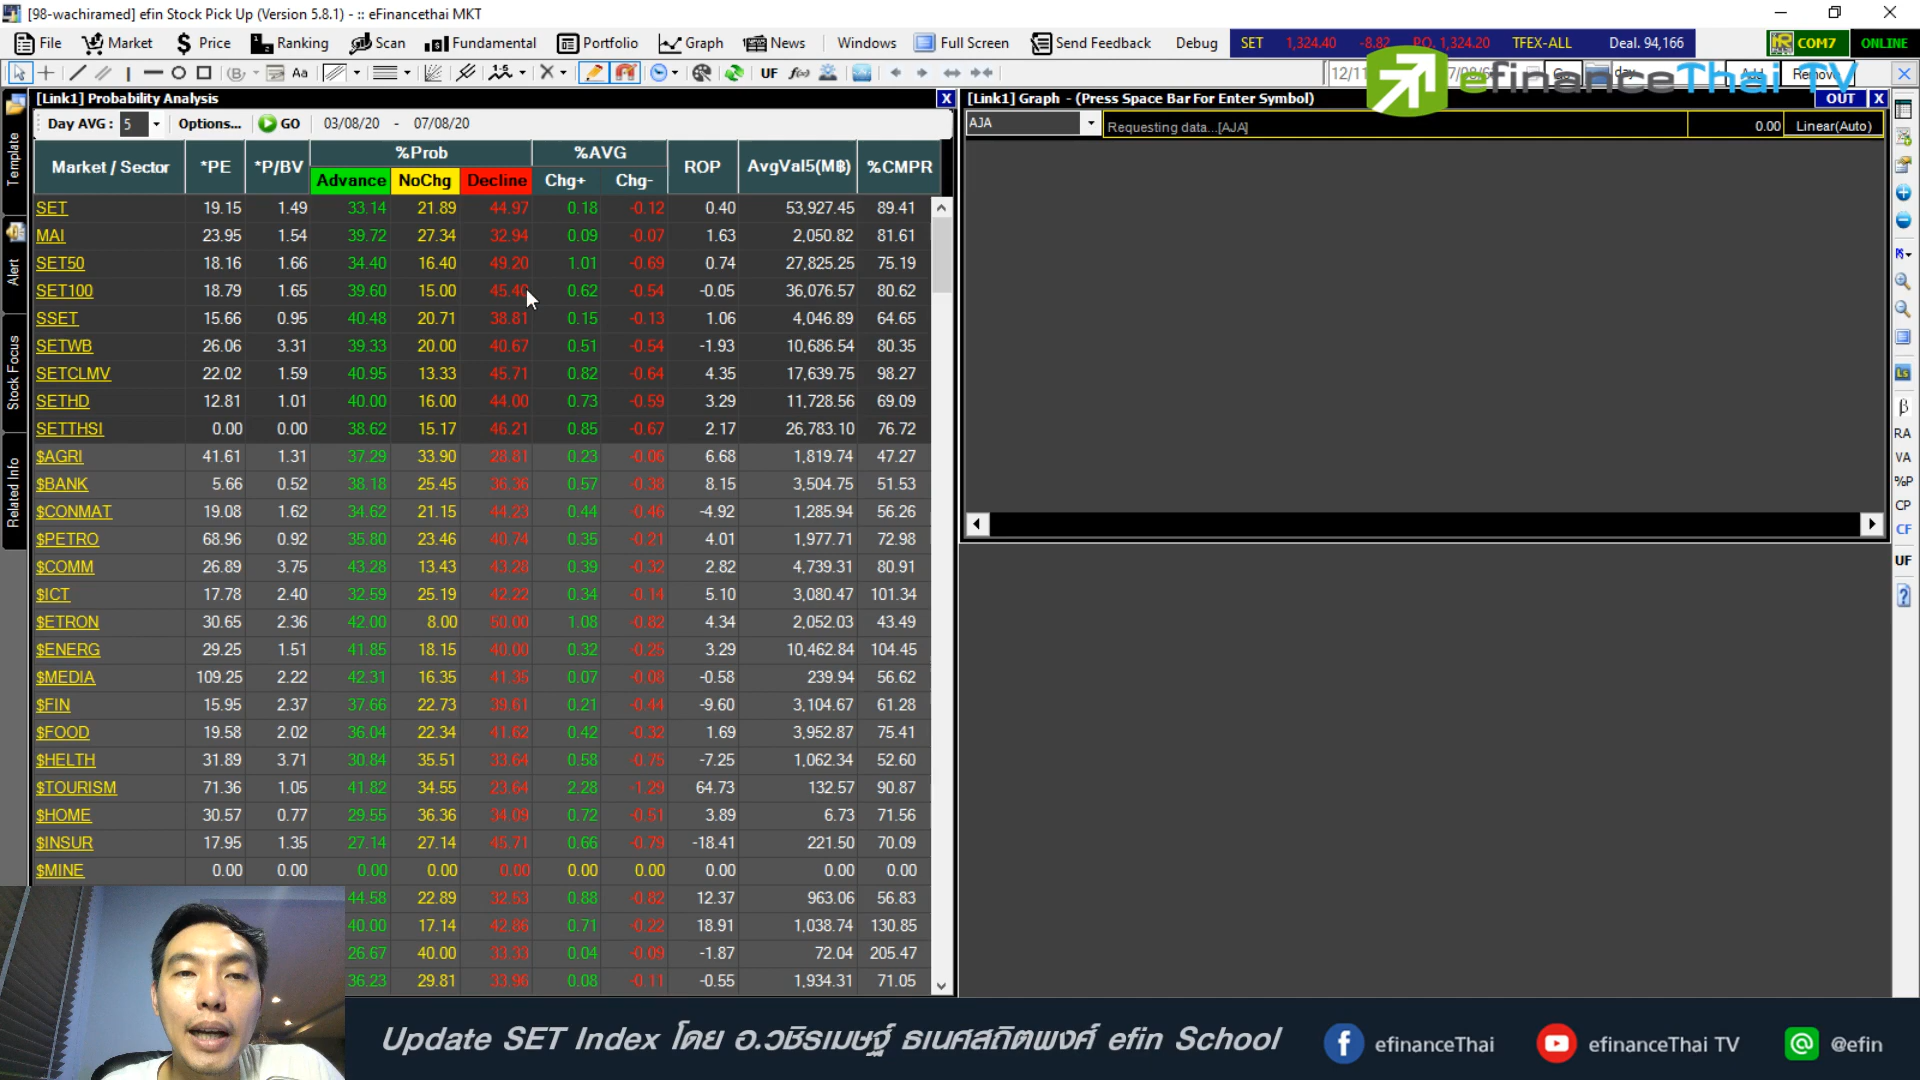 [98-wachiramed] efin Stock Pick Up (Version 5.8.1) - :: eFinancethai MKT
File Market Price Ranking Scan Fundamental Portfolio Graph News Windows Full Screen Send Feedback Debug SET 1,324.40 -8.82 PO. 1,324.20 TFEX-ALL Deal. 94,166 COM7 ONLINE
efinanceThai TV
[Link1] Probability Analysis
Day AVG : 5 Options... GO 03/08/20 - 07/08/20
Market / Sector *PE *P/BV %Prob %AVG ROP AvgVal5(M฿) %CMPR
Advance NoChg Decline Chg+ Chg-
SET 19.15 1.49 33.14 21.89 44.97 0.18 -0.12 0.40 53,927.45 89.41
MAI 23.95 1.54 39.72 27.34 32.94 0.09 -0.07 1.63 2,050.82 81.61
SET50 18.16 1.66 34.40 16.40 49.20 1.01 -0.69 0.74 27,825.25 75.19
SET100 18.79 1.65 39.60 15.00 45.40 0.62 -0.54 -0.05 36,076.57 80.62
SSET 15.66 0.95 40.48 20.71 38.81 0.15 -0.13 1.06 4,046.89 64.65
SETWB 26.06 3.31 39.33 20.00 40.67 0.51 -0.54 -1.93 10,686.54 80.35
SETCLMV 22.02 1.59 40.95 13.33 45.71 0.82 -0.64 4.35 17,639.75 98.27
SETHD 12.81 1.01 40.00 16.00 44.00 0.73 -0.59 3.29 11,728.56 69.09
SETTHSI 0.00 0.00 38.62 15.17 46.21 0.85 -0.67 2.17 26,783.10 76.72
$AGRI 41.61 1.31 37.29 33.90 28.81 0.23 -0.06 6.68 1,819.74 47.27
$BANK 5.66 0.52 38.18 25.45 36.36 0.57 -0.38 8.15 3,504.75 51.53
$CONMAT 19.08 1.62 34.62 21.15 44.23 0.44 -0.46 -4.92 1,285.94 56.26
$PETRO 68.96 0.92 35.80 23.46 40.74 0.35 -0.21 4.01 1,977.71 72.98
$COMM 26.89 3.75 43.28 13.43 43.28 0.39 -0.32 2.82 4,739.31 80.91
$ICT 17.78 2.40 32.59 25.19 42.22 0.34 -0.14 5.10 3,080.47 101.34
$ETRON 30.65 2.36 42.00 8.00 50.00 1.08 -0.82 4.34 2,052.03 43.49
$ENERG 29.25 1.51 41.85 18.15 40.00 0.32 -0.25 3.29 10,462.84 104.45
$MEDIA 109.25 2.22 42.31 16.35 41.35 0.07 -0.08 -0.58 239.94 56.62
$FIN 15.95 2.37 37.66 22.73 39.61 0.21 -0.44 -9.60 3,104.67 61.28
$FOOD 19.58 2.02 36.04 22.34 41.62 0.42 -0.32 1.69 3,952.87 75.41
$HELTH 31.89 3.71 30.84 35.51 33.64 0.58 -0.75 -7.25 1,062.34 52.60
$TOURISM 71.36 1.05 41.82 34.55 23.64 2.28 -1.29 64.73 132.57 90.87
$HOME 30.57 0.77 29.55 36.36 34.09 0.72 -0.51 3.89 6.73 71.56
$INSUR 17.95 1.35 27.14 27.14 45.71 0.66 -0.79 -18.41 221.50 70.09
$MINE 0.00 0.00 0.00 0.00 0.00 0.00 0.00 0.00 0.00 0.00
44.58 22.89 32.53 0.88 -0.82 12.37 963.06 56.83
40.00 17.14 42.86 0.71 -0.22 18.91 1,038.74 130.85
26.67 40.00 33.33 0.04 -0.09 -1.87 72.04 205.47
36.23 29.81 33.96 0.08 -0.11 -0.55 1,934.31 71.05
Template
Alert
Stock Focus
Related Info
[Link1] Graph - (Press Space Bar For Enter Symbol) OUT
AJA Requesting data...[AJA] 0.00 Linear(Auto)
β
RA
VA
%P
CP
CF
UF
Update SET Index โดย อ.วชิรเมษฐ์ ธเนศสถิตพงศ์ efin School
efinanceThai
efinanceThai TV
@efin